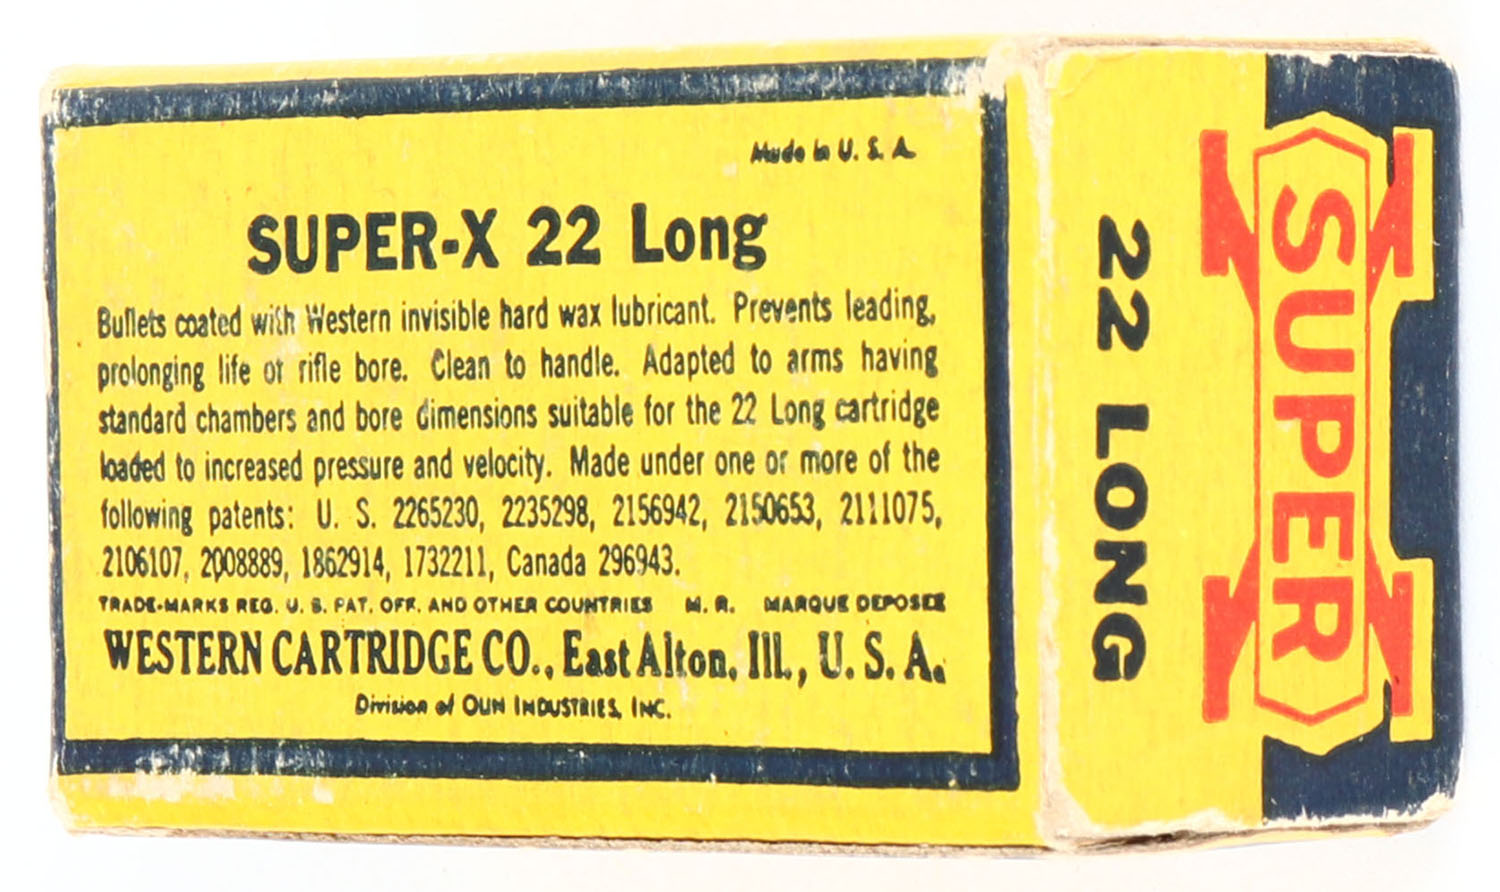 Made in U. S. A.
SUPER-X 22 Long
Bullets coated with Western invisible hard wax lubricant. Prevents leading,
prolonging life of rifle bore. Clean to handle. Adapted to arms having
standard chambers and bore dimensions suitable for the 22 Long cartridge
loaded to increased pressure and velocity. Made under one or more of the
following patents: U. S. 2265230, 2235298, 2156942, 2150653, 2111075,
2106107, 2008889, 1862914, 1732211, Canada 296943.
TRADE-MARKS REG. U. S. PAT. OFF. AND OTHER COUNTRIES M. R. MARQUE DEPOSEE
WESTERN CARTRIDGE CO., East Alton, Ill., U. S. A.
Division of OLIN INDUSTRIES, INC.
22 LONG
SUPER X